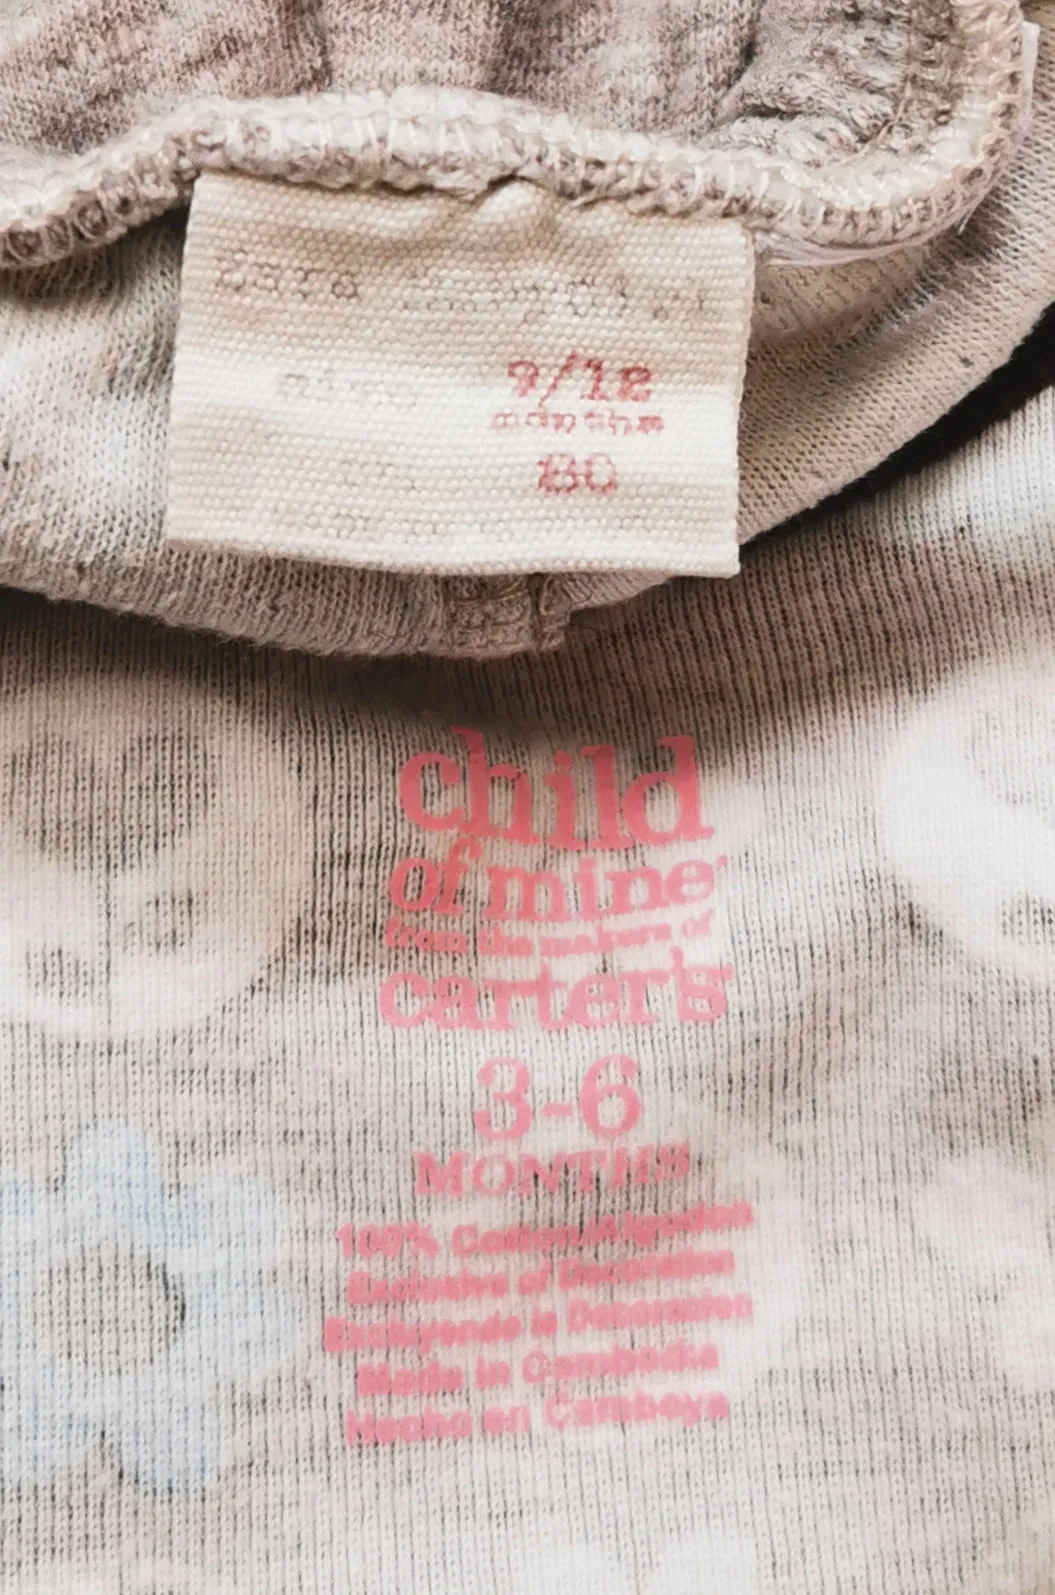 9/12
months
80
child
of mine
from the makers of
carter's
3-6
MONTHS
100% Cotton/Algodon
Exclusive of Decoration
Excluyendo la Decoracion
Made in Cambodia
Hecho en Camboya